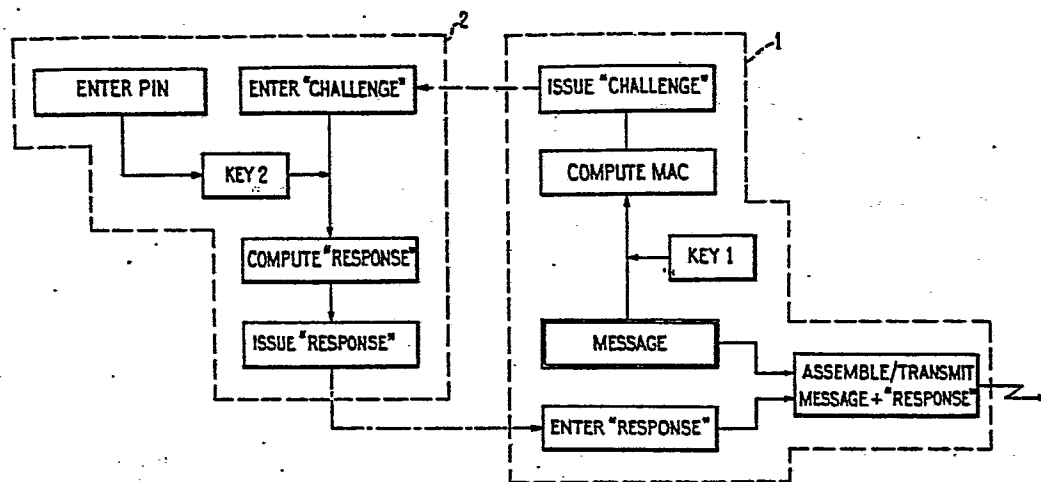 2
ENTER PIN
ENTER "CHALLENGE"
KEY 2
COMPUTE "RESPONSE"
ISSUE "RESPONSE"
1
ISSUE "CHALLENGE"
COMPUTE MAC
KEY 1
MESSAGE
ASSEMBLE/TRANSMIT
MESSAGE+"RESPONSE"
ENTER "RESPONSE"